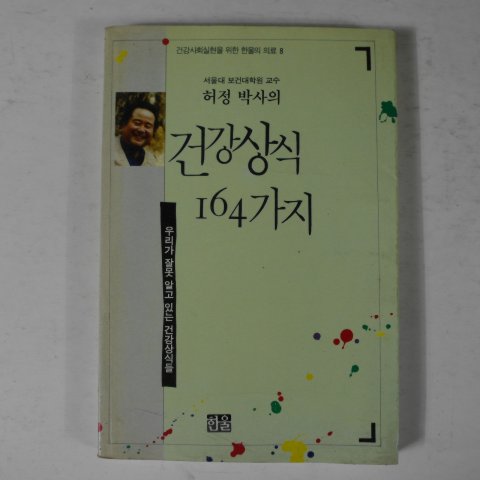 건강사회실현을 위한 한울의 의료 8
서울대 보건대학원 교수
허정 박사의
건강상식
164가지
우리가 잘못 알고 있는 건강상식들
한울